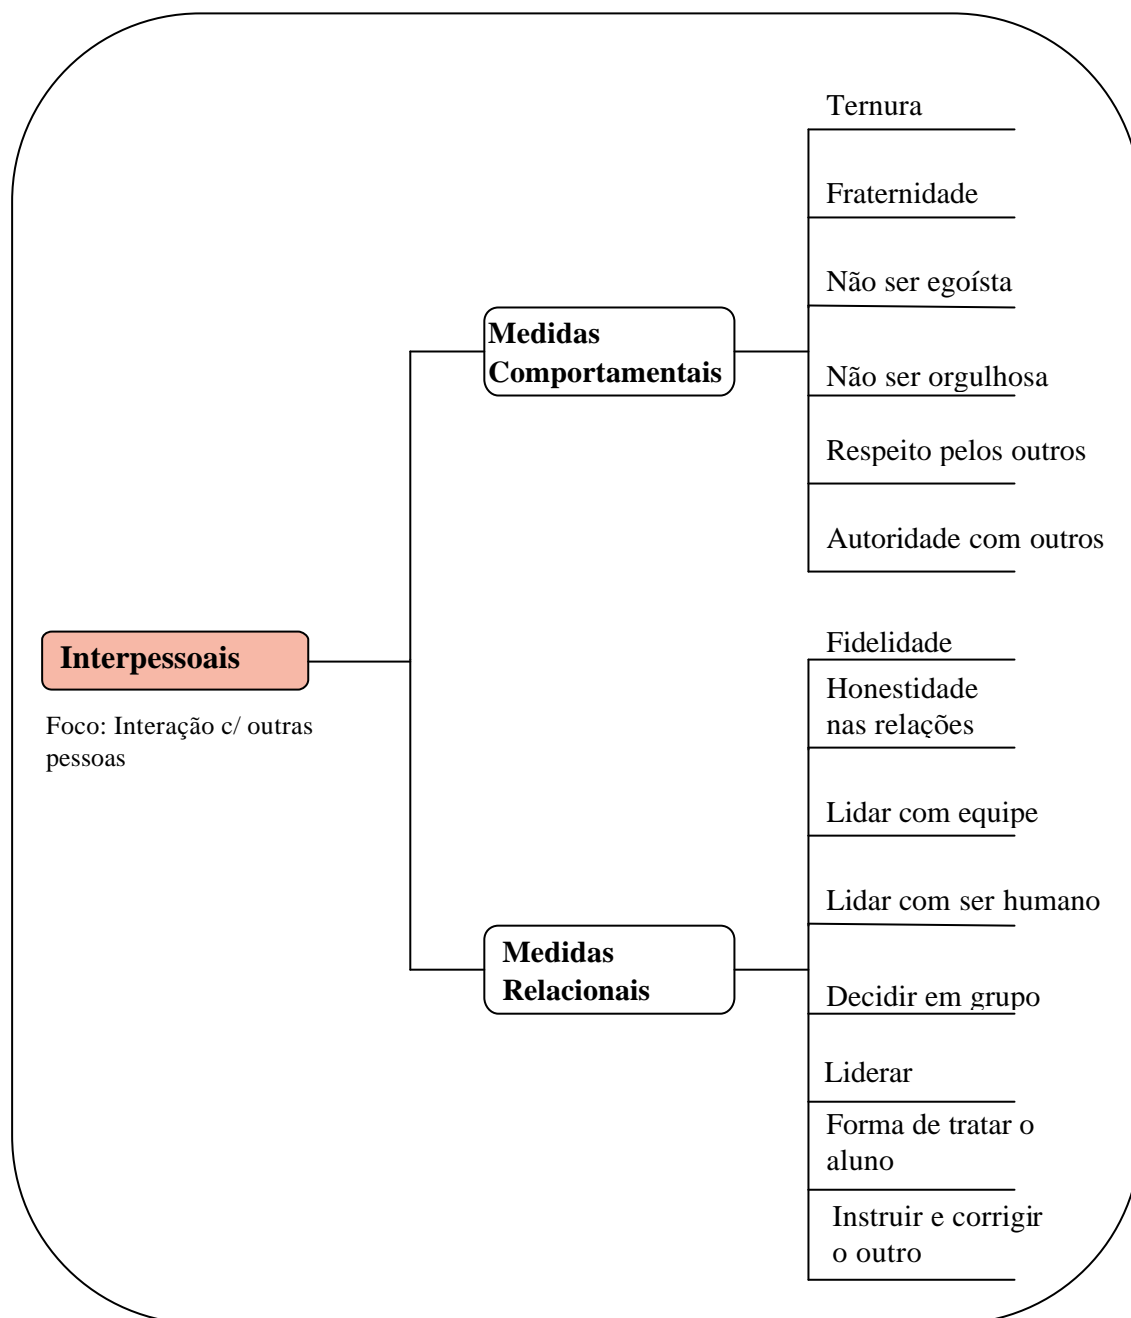 Interpessoais
Foco: Interação c/ outras
pessoas
Medidas
Comportamentais
Ternura
Fraternidade
Não ser egoísta
Não ser orgulhosa
Respeito pelos outros
Autoridade com outros
Medidas
Relacionais
Fidelidade
Honestidade
nas relações
Lidar com equipe
Lidar com ser humano
Decidir em grupo
Liderar
Forma de tratar o
aluno
Instruir e corrigir
o outro